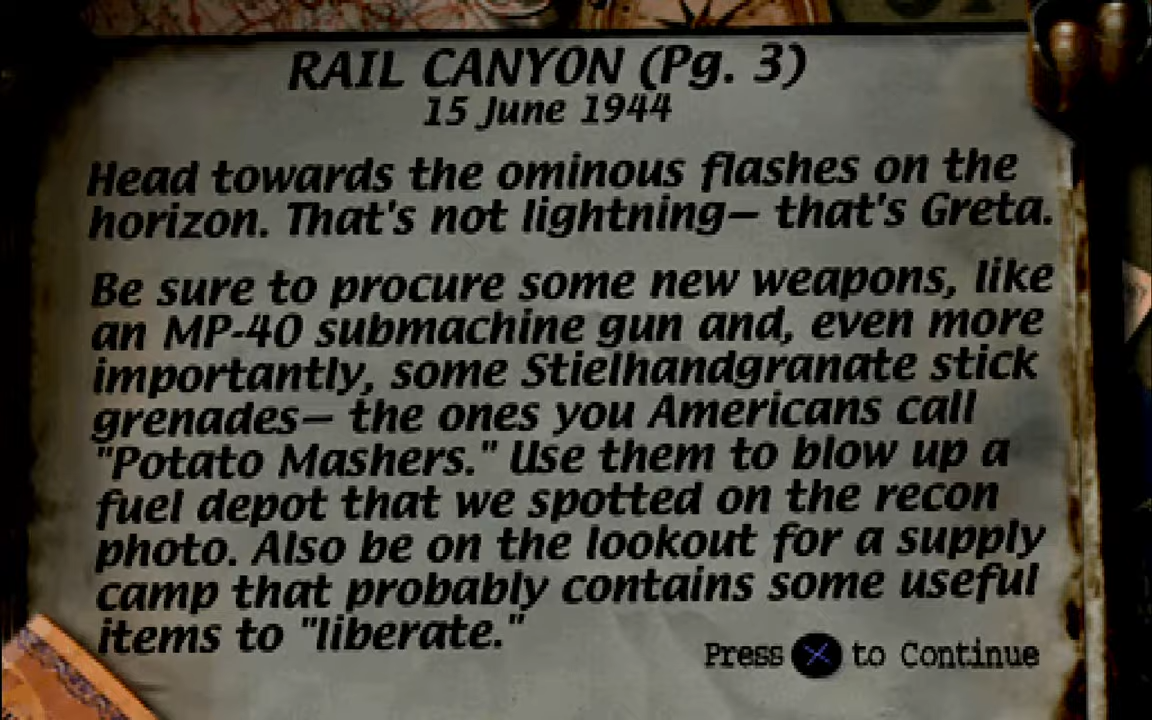 RAIL CANYON (Pg. 3)
15 June 1944
Head towards the ominous flashes on the
horizon. That's not lightning— that's Greta.
Be sure to procure some new weapons, like
an MP-40 submachine gun and, even more
importantly, some Stielhandgranate stick
grenades— the ones you Americans call
"Potato Mashers." Use them to blow up a
fuel depot that we spotted on the recon
photo. Also be on the lookout for a supply
camp that probably contains some useful
items to "liberate."
Press to Continue